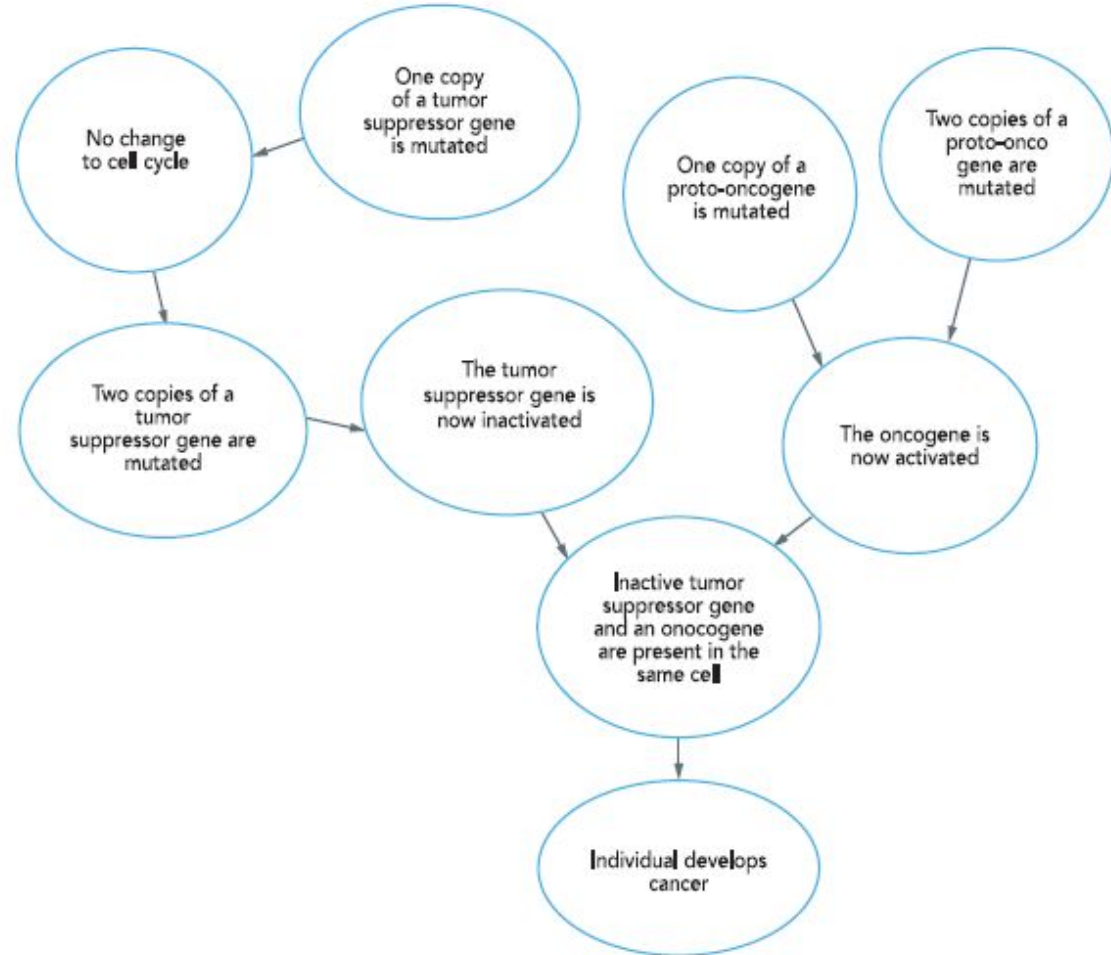 No change
to cell cycle
One copy
of a tumor
suppressor gene
is mutated
One copy of a
proto-oncogene
is mutated
Two copies of a
proto-onco
gene are
mutated
Two copies of a
tumor
suppressor gene are
mutated
The tumor
suppressor gene is
now inactivated
The oncogene is
now activated
Inactive tumor
suppressor gene
and an onocogene
are present in the
same cell
Individual develops
cancer